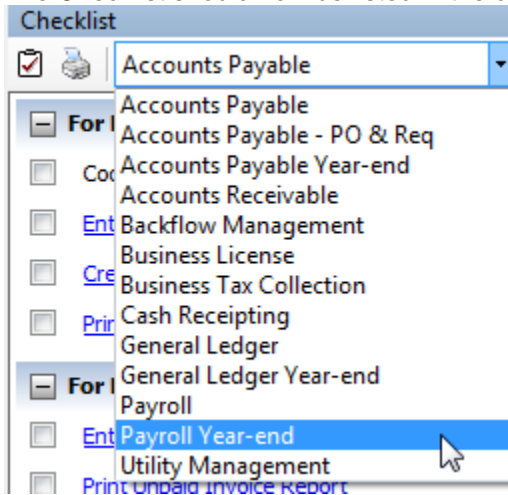 Checklist
Accounts Payable
Accounts Payable
Accounts Payable - PO & Req
Accounts Payable Year-end
Accounts Receivable
Backflow Management
Business License
Business Tax Collection
Cash Receipting
General Ledger
General Ledger Year-end
Payroll
Payroll Year-end
Utility Management
For
For
Print Unpaid Invoice Report